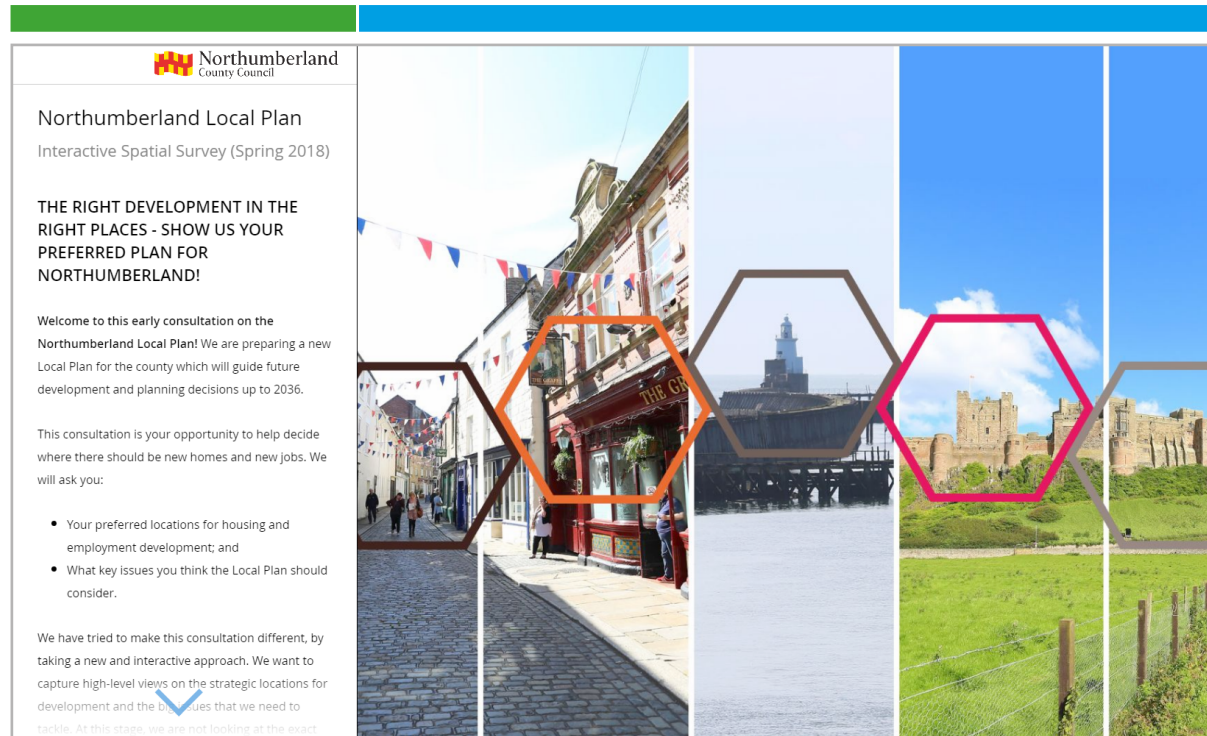 Northumberland
County Council
Northumberland Local Plan
Interactive Spatial Survey (Spring 2018)
THE RIGHT DEVELOPMENT IN THE
RIGHT PLACES - SHOW US YOUR
PREFERRED PLAN FOR
NORTHUMBERLAND!
Welcome to this early consultation on the
Northumberland Local Plan! We are preparing a new
Local Plan for the county which will guide future
development and planning decisions up to 2036.
This consultation is your opportunity to help decide
where there should be new homes and new jobs. We
will ask you:
• Your preferred locations for housing and
employment development; and
• What key issues you think the Local Plan should
consider.
We have tried to make this consultation different, by
taking a new and interactive approach. We want to
capture high-level views on the strategic locations for
development and the big issues that we need to
tackle. At this stage, we are not looking at the exact
THE GRAPES
THE GR